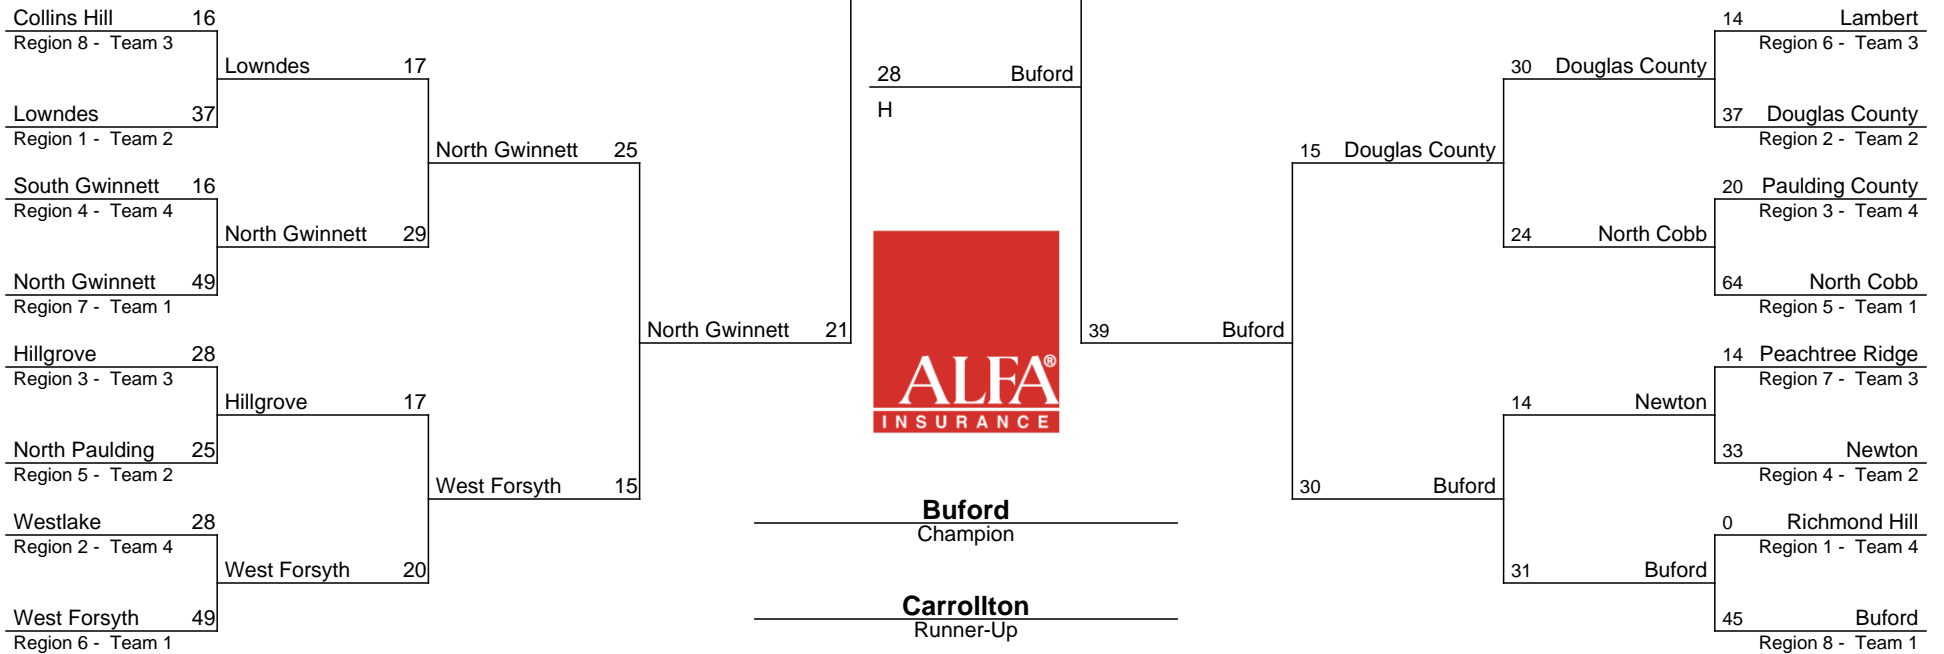 Collins Hill 16
Region 8 - Team 3
Lowndes 17
Lowndes 37
Region 1 - Team 2
North Gwinnett 25
South Gwinnett 16
Region 4 - Team 4
North Gwinnett 29
North Gwinnett 49
Region 7 - Team 1
North Gwinnett 21
Hillgrove 28
Region 3 - Team 3
Hillgrove 17
North Paulding 25
Region 5 - Team 2
West Forsyth 15
Westlake 28
Region 2 - Team 4
West Forsyth 20
West Forsyth 49
Region 6 - Team 1
28 Buford
H
ALFA®
INSURANCE
Buford
Champion
Carrollton
Runner-Up
14 Lambert
Region 6 - Team 3
30 Douglas County
37 Douglas County
Region 2 - Team 2
15 Douglas County
20 Paulding County
Region 3 - Team 4
24 North Cobb
64 North Cobb
Region 5 - Team 1
39 Buford
14 Peachtree Ridge
Region 7 - Team 3
14 Newton
33 Newton
Region 4 - Team 2
30 Buford
0 Richmond Hill
Region 1 - Team 4
31 Buford
45 Buford
Region 8 - Team 1